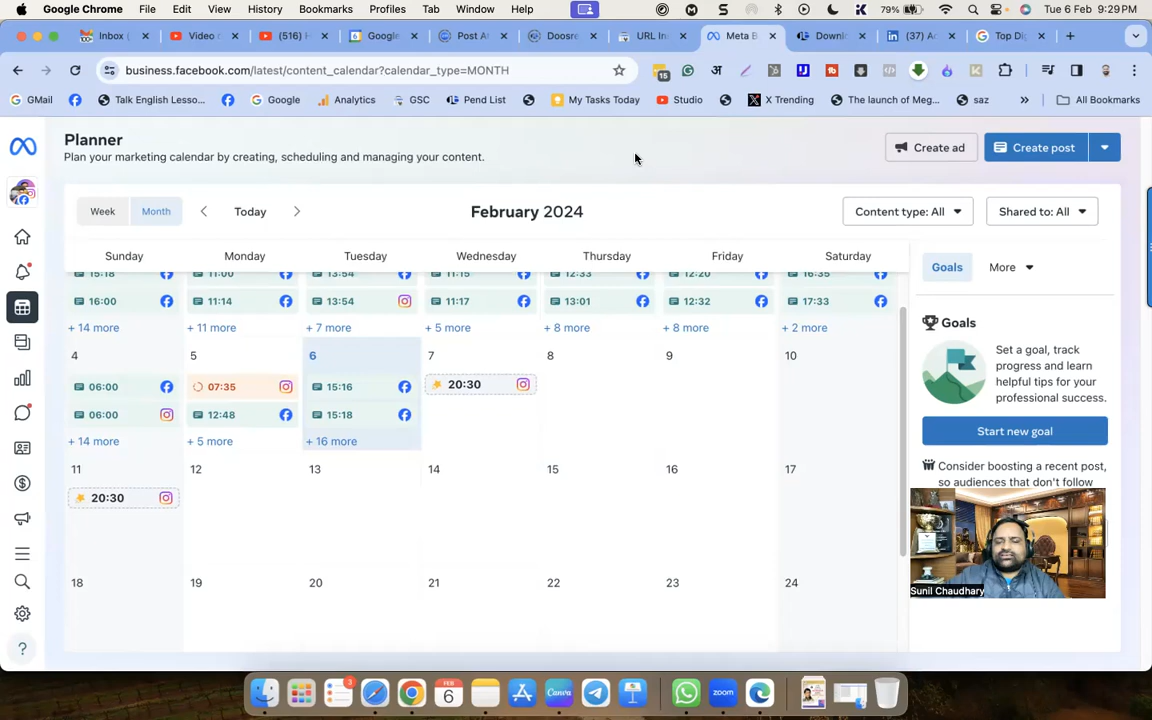 Google Chrome File Edit View History Bookmarks Profiles Tab Window Help 79% Tue 6 Feb 9:29PM
Inbox ( Video c (516) H Google Post A Doosre URL In Meta B Downl (37) A Top Dig
business.facebook.com/latest/content_calendar?calendar_type=MONTH 15
GMail Talk English Lesso... Google Analytics GSC Pend List My Tasks Today Studio X Trending The launch of Meg... saz All Bookmarks
Planner
Plan your marketing calendar by creating, scheduling and managing your content.
Create ad Create post
Week Month Today February 2024 Content type: All Shared to: All
Sunday Monday Tuesday Wednesday Thursday Friday Saturday
Goals More
15:18 11:00 13:54 11:15 12:33 12:20 16:35
16:00 11:14 13:54 11:17 13:01 12:32 17:33
+ 14 more + 11 more + 7 more + 5 more + 8 more + 8 more + 2 more
4 5 6 7 8 9 10
06:00 07:35 15:16 20:30
06:00 12:48 15:18
+ 14 more + 5 more + 16 more
11 12 13 14 15 16 17
20:30
18 19 20 21 22 23 24
Goals
Set a goal, track
progress and learn
helpful tips for your
professional success.
Start new goal
Consider boosting a recent post,
so audiences that don't follow
Sunil Chaudhary
3
FEB
6
Canva
zoom